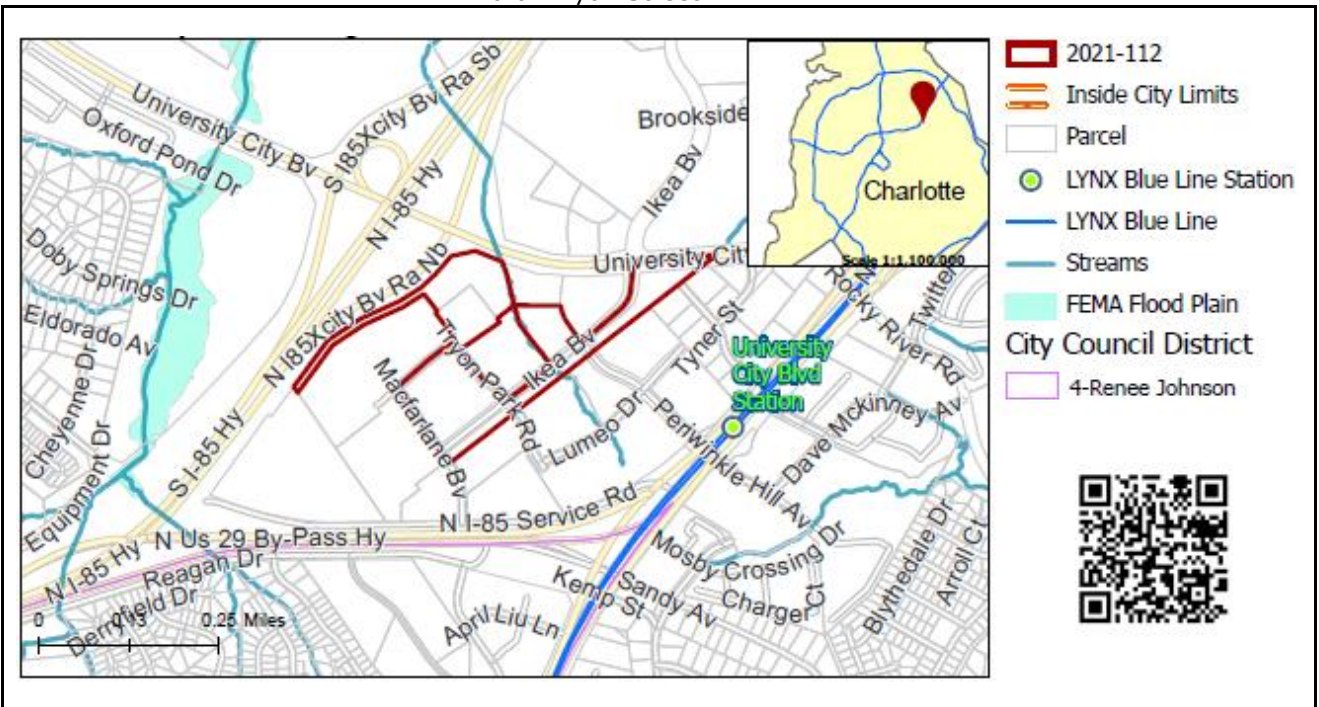 University City Bv
Oxford Pond Dr
S I85Xcity Bv Ra Sb
N I-85 Hy
Brookside
Ikea Bv
Charlotte
Scale 1:1,100,000
Doby Springs Dr
Eldorado Av
Cheyenne Dr
Equipment Dr
N I85Xcity Bv Ra Nb
University Cit
Rocky River Rd
Twitter
Tyner St
University
City Blvd
Station
Macfarlane Bv
Tryon Park Rd
Ikea Bv
Lumeo Dr
Periwinkle Hill Av
Dave Mckinney Av
S I-85 Hy
N I-85 Service Rd
N Us 29 By-Pass Hy
N I-85 Hy
Reagan Dr
Derryfield Dr
Mosby Crossing Dr
Kemp St
Sandy Av
Charger Ct
April Liu Ln
Blythedale Dr
Arroll Ct
0 0.13 0.25 Miles
2021-112
Inside City Limits
Parcel
LYNX Blue Line Station
LYNX Blue Line
Streams
FEMA Flood Plain
City Council District
4-Renee Johnson